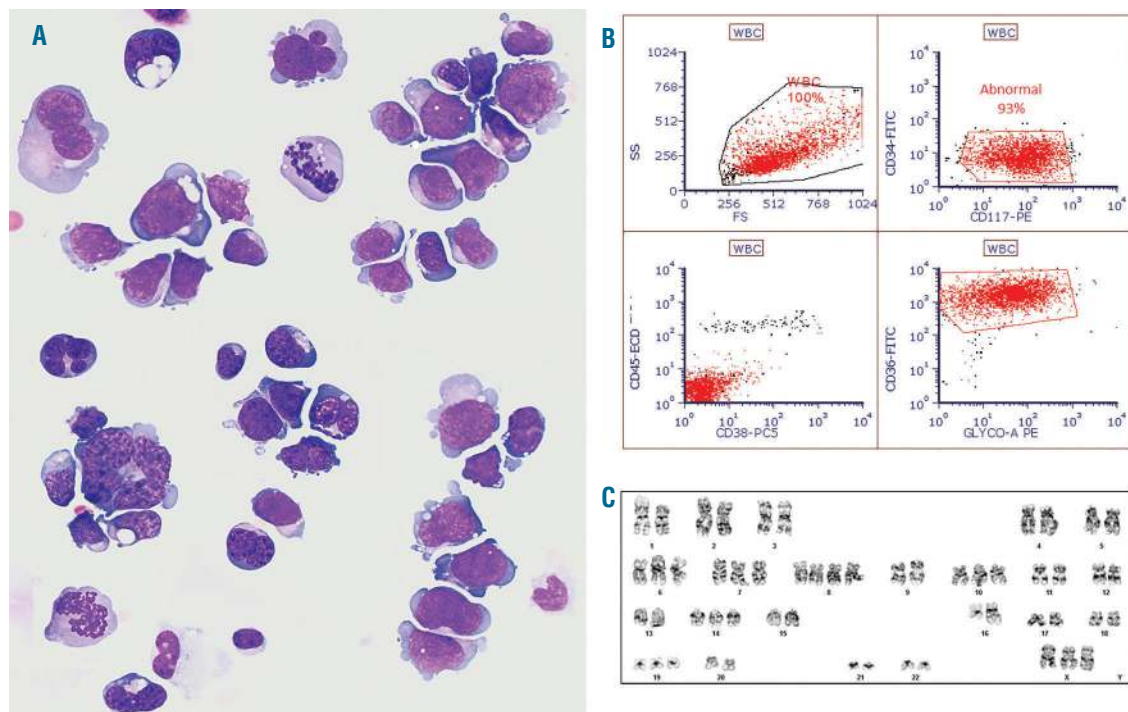 A
B
WBC
1024
768
512
256
0
SS
0 256 512 768 1024
FS
WBC
100%
WBC
10⁴
10³
10²
10¹
10⁰
CD34-FITC
10⁰ 10¹ 10² 10³ 10⁴
CD117-PE
Abnormal
93%
WBC
10⁴
10³
10²
10¹
10⁰
CD45-ECD
10⁰ 10¹ 10² 10³ 10⁴
CD38-PC5
WBC
10⁴
10³
10²
10¹
10⁰
CD36-FITC
10⁰ 10¹ 10² 10³ 10⁴
GLYCO-A PE
C
1 2 3 4 5
6 7 8 9 10 11 12
13 14 15 16 17 18
19 20 21 22 X Y